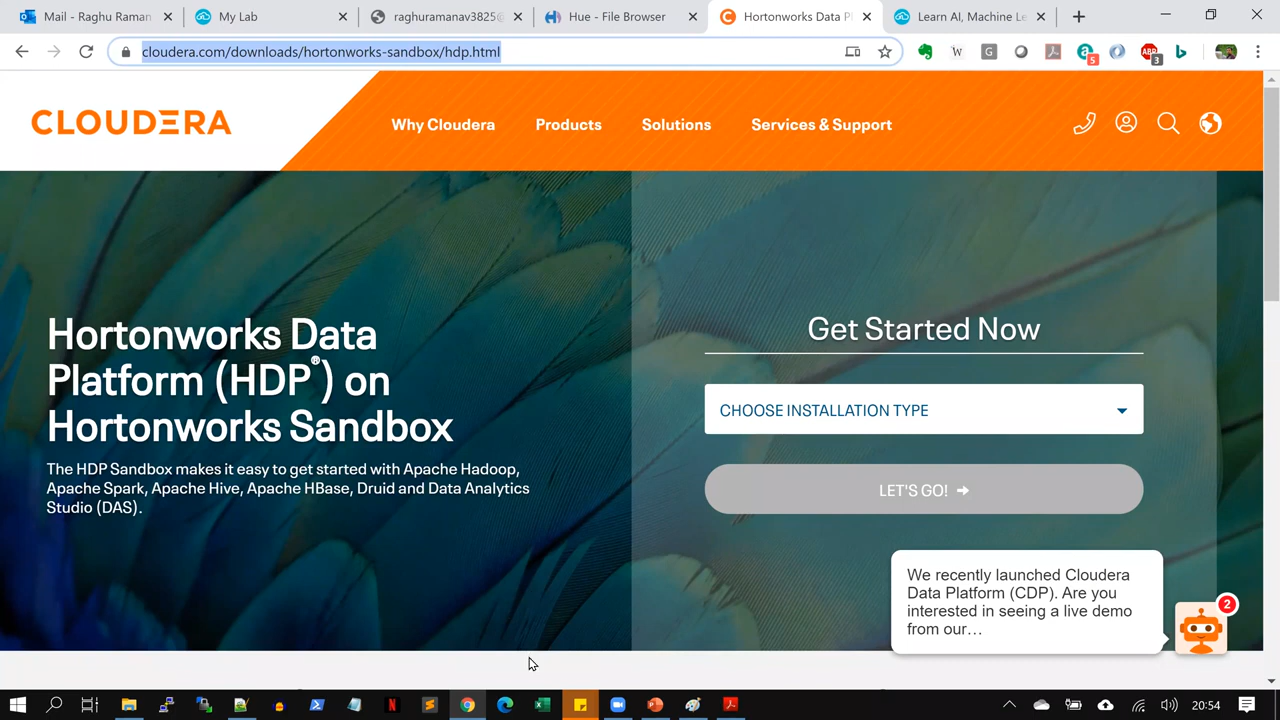 Mail - Raghu Raman
My Lab
raghuramanav3825@
Hue - File Browser
Hortonworks Data P
Learn AI, Machine Le
cloudera.com/downloads/hortonworks-sandbox/hdp.html
W
G
a
5
ABP
3
CLOUDERA
Why Cloudera
Products
Solutions
Services & Support
Hortonworks Data
Platform (HDP®) on
Hortonworks Sandbox
The HDP Sandbox makes it easy to get started with Apache Hadoop,
Apache Spark, Apache Hive, Apache HBase, Druid and Data Analytics
Studio (DAS).
Get Started Now
CHOOSE INSTALLATION TYPE
LET'S GO!
We recently launched Cloudera
Data Platform (CDP). Are you
interested in seeing a live demo
from our…
2
20:54